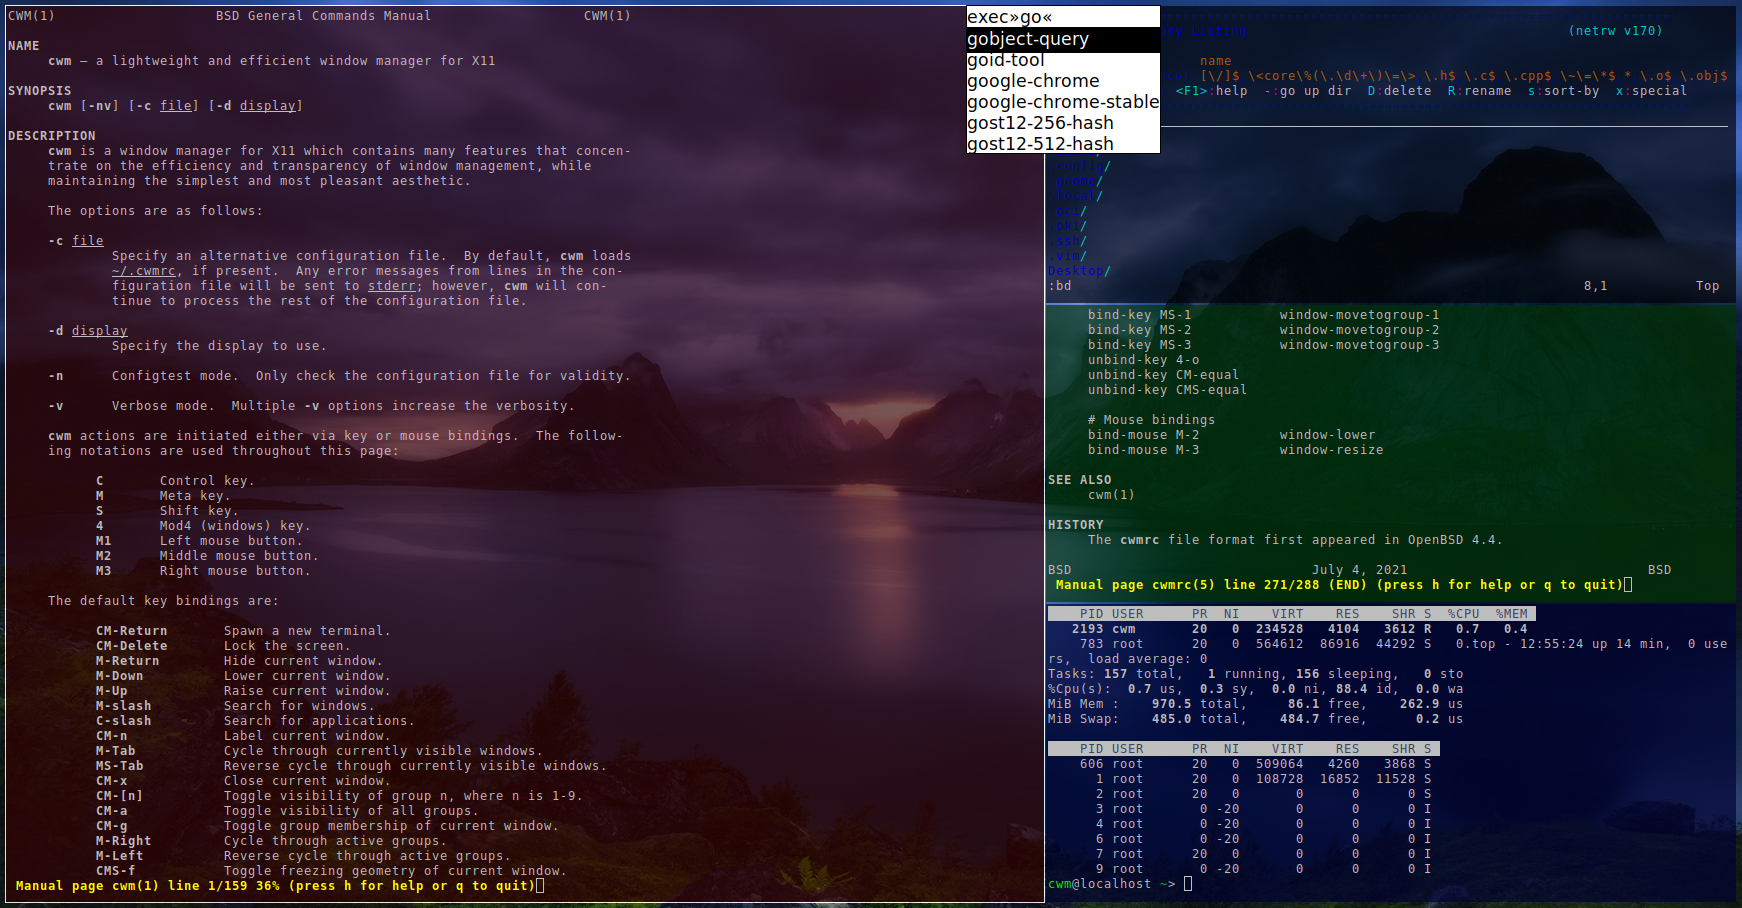 CWM(1) BSD General Commands Manual CWM(1)
NAME
cwm — a lightweight and efficient window manager for X11
SYNOPSIS
cwm [-nv] [-c file] [-d display]
DESCRIPTION
cwm is a window manager for X11 which contains many features that concen-
trate on the efficiency and transparency of window management, while
maintaining the simplest and most pleasant aesthetic.
The options are as follows:
-c file
Specify an alternative configuration file. By default, cwm loads
~/.cwmrc, if present. Any error messages from lines in the con-
figuration file will be sent to stderr; however, cwm will con-
tinue to process the rest of the configuration file.
-d display
Specify the display to use.
-n Configtest mode. Only check the configuration file for validity.
-v Verbose mode. Multiple -v options increase the verbosity.
cwm actions are initiated either via key or mouse bindings. The follow-
ing notations are used throughout this page:
C Control key.
M Meta key.
S Shift key.
4 Mod4 (windows) key.
M1 Left mouse button.
M2 Middle mouse button.
M3 Right mouse button.
The default key bindings are:
CM-Return Spawn a new terminal.
CM-Delete Lock the screen.
M-Return Hide current window.
M-Down Lower current window.
M-Up Raise current window.
M-slash Search for windows.
C-slash Search for applications.
CM-n Label current window.
M-Tab Cycle through currently visible windows.
MS-Tab Reverse cycle through currently visible windows.
CM-x Close current window.
CM-[n] Toggle visibility of group n, where n is 1-9.
CM-a Toggle visibility of all groups.
CM-g Toggle group membership of current window.
M-Right Cycle through active groups.
M-Left Reverse cycle through active groups.
CMS-f Toggle freezing geometry of current window.
Manual page cwm(1) line 1/159 36% (press h for help or q to quit)
exec»go«
gobject-query
goid-tool
google-chrome
google-chrome-stable
gost12-256-hash
gost12-512-hash
Listing (netrw v170)
name
[\/]$ \<core\%(\.\d\+\)\=\> \.h$ \.c$ \.cpp$ \~\=\*$ * \.o$ \.obj$
<F1>:help -:go up dir D:delete R:rename s:sort-by x:special
.config/
.gnome/
.local/
.pki/
.ssh/
.vim/
Desktop/
:bd 8,1 Top
bind-key MS-1 window-movetogroup-1
bind-key MS-2 window-movetogroup-2
bind-key MS-3 window-movetogroup-3
unbind-key 4-o
unbind-key CM-equal
unbind-key CMS-equal
# Mouse bindings
bind-mouse M-2 window-lower
bind-mouse M-3 window-resize
SEE ALSO
cwm(1)
HISTORY
The cwmrc file format first appeared in OpenBSD 4.4.
BSD July 4, 2021 BSD
Manual page cwmrc(5) line 271/288 (END) (press h for help or q to quit)
PID USER PR NI VIRT RES SHR S %CPU %MEM
2193 cwm 20 0 234528 4104 3612 R 0.7 0.4
783 root 20 0 564612 86916 44292 S 0.top - 12:55:24 up 14 min, 0 use
rs, load average: 0
Tasks: 157 total, 1 running, 156 sleeping, 0 sto
%Cpu(s): 0.7 us, 0.3 sy, 0.0 ni, 88.4 id, 0.0 wa
MiB Mem : 970.5 total, 86.1 free, 262.9 us
MiB Swap: 485.0 total, 484.7 free, 0.2 us
PID USER PR NI VIRT RES SHR S
606 root 20 0 509064 4260 3868 S
1 root 20 0 108728 16852 11528 S
2 root 20 0 0 0 0 S
3 root 0 -20 0 0 0 I
4 root 0 -20 0 0 0 I
6 root 0 -20 0 0 0 I
7 root 20 0 0 0 0 I
9 root 0 -20 0 0 0 I
cwm@localhost ~>